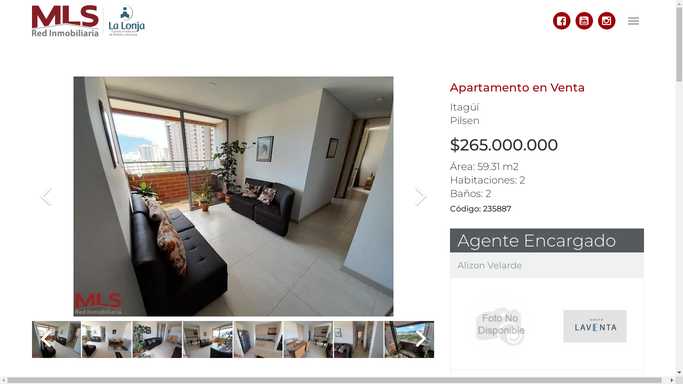 MLS
Red Inmobiliaria
La Lonja
Apartamento en Venta
Itagüí
Pilsen
$265.000.000
Área: 59.31 m2
Habitaciones: 2
Baños: 2
Código: 235887
Agente Encargado
Alizon Velarde
MLS
Red Inmobiliaria
Foto No
Disponible
LAVENTA